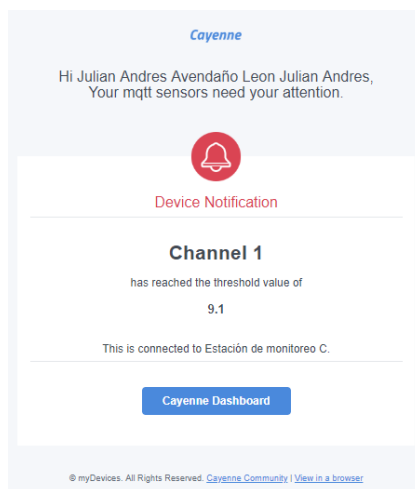 Cayenne
Hi Julian Andres Avendaño Leon Julian Andres,
Your mqtt sensors need your attention.
Device Notification
Channel 1
has reached the threshold value of
9.1
This is connected to Estación de monitoreo C.
Cayenne Dashboard
© myDevices. All Rights Reserved. Cayenne Community | View in a browser